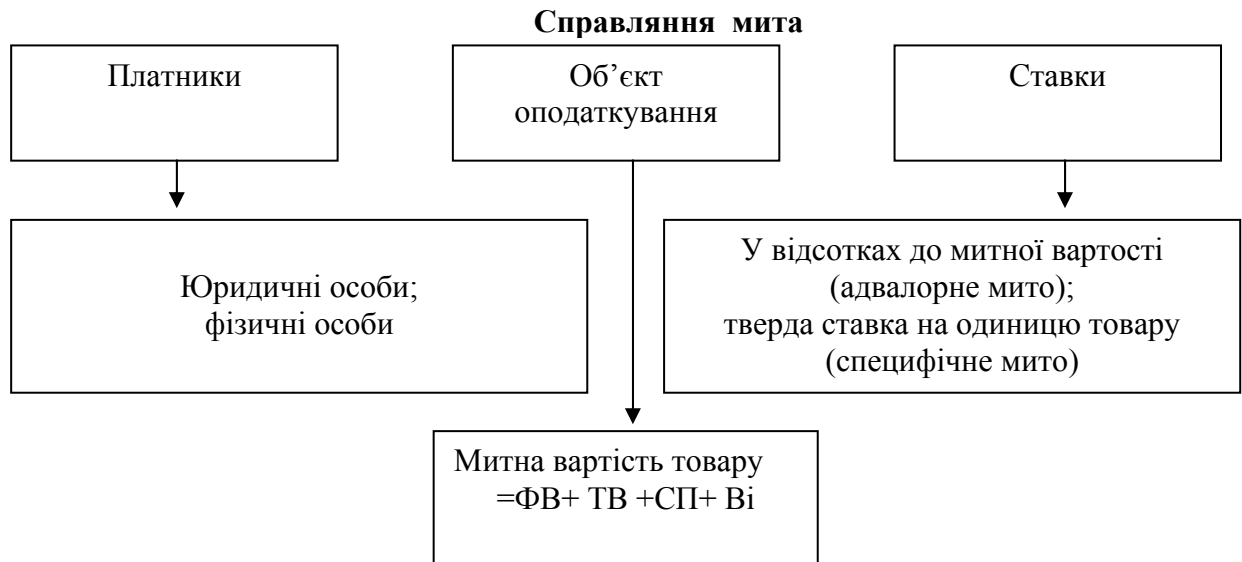 Справляння мита
Платники
Об’єкт
оподаткування
Ставки
Юридичні особи;
фізичні особи
У відсотках до митної вартості
(адвалорне мито);
тверда ставка на одиницю товару
(специфічне мито)
Митна вартість товару
=ФВ+ ТВ +СП+ Ві